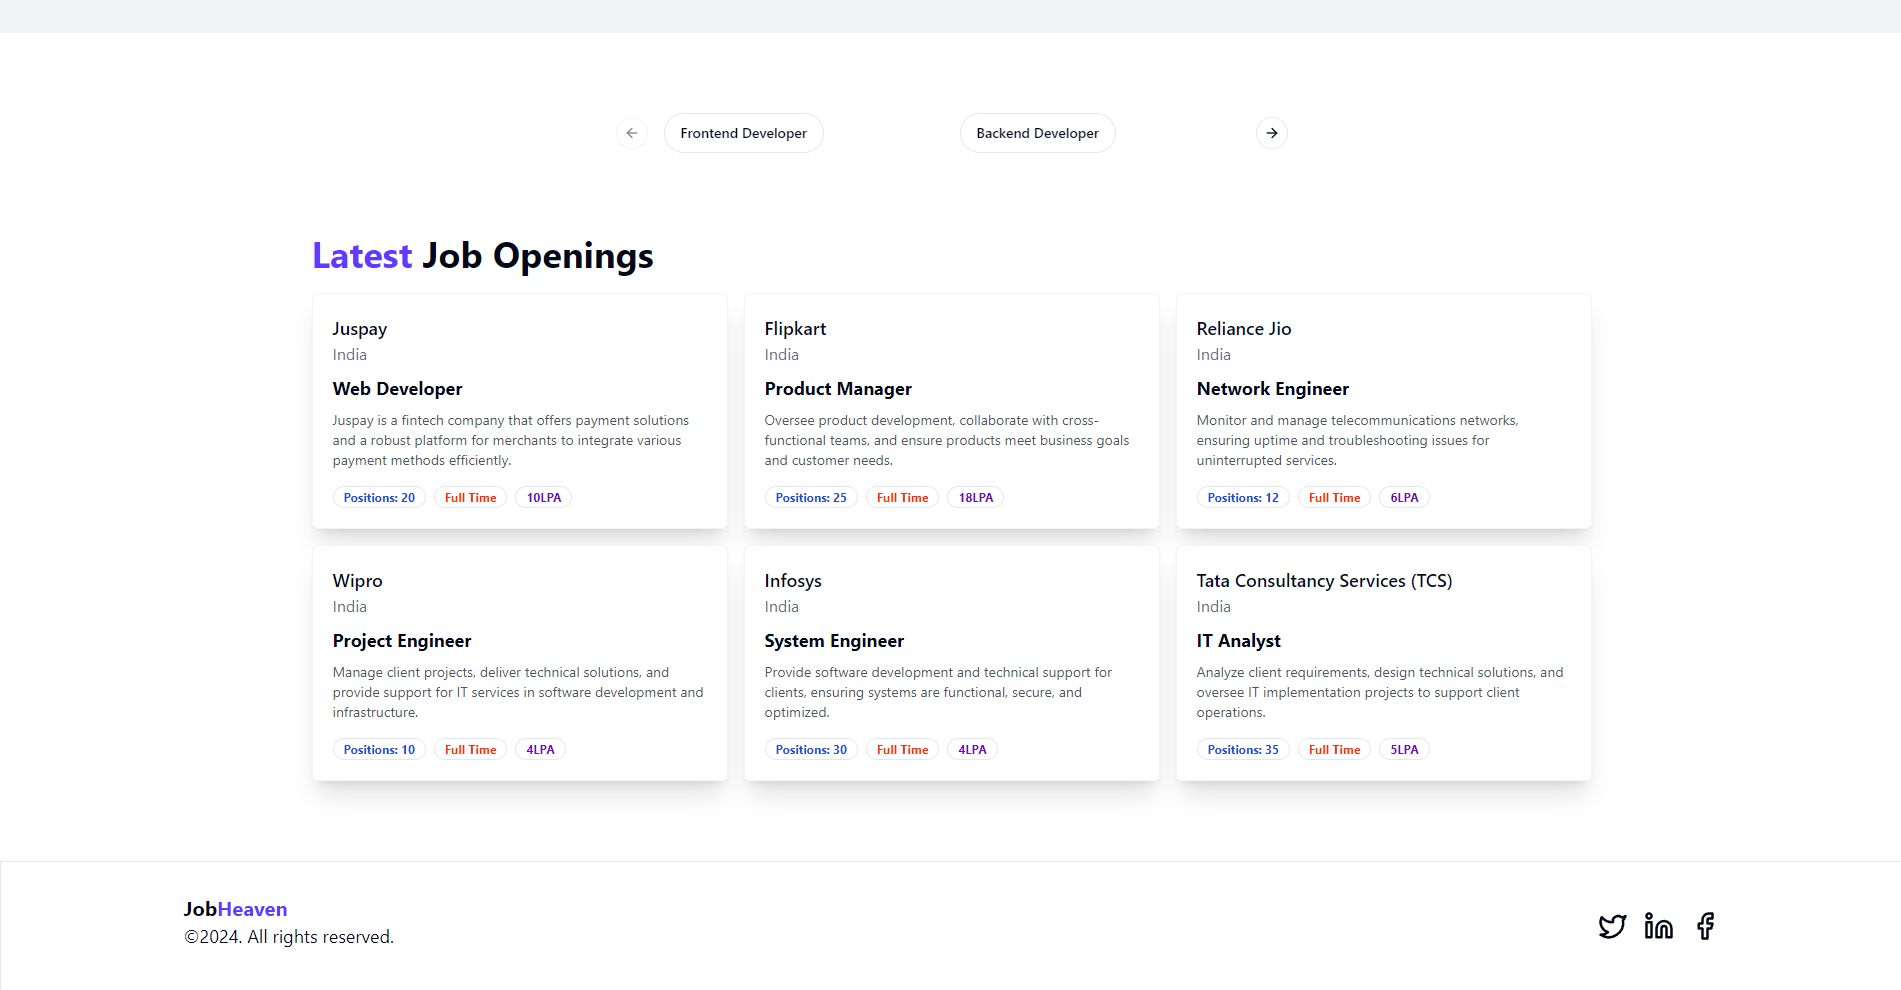 Frontend Developer
Backend Developer
Latest Job Openings
Juspay
India
Web Developer
Juspay is a fintech company that offers payment solutions
and a robust platform for merchants to integrate various
payment methods efficiently.
Positions: 20 Full Time 10LPA
Flipkart
India
Product Manager
Oversee product development, collaborate with cross-
functional teams, and ensure products meet business goals
and customer needs.
Positions: 25 Full Time 18LPA
Reliance Jio
India
Network Engineer
Monitor and manage telecommunications networks,
ensuring uptime and troubleshooting issues for
uninterrupted services.
Positions: 12 Full Time 6LPA
Wipro
India
Project Engineer
Manage client projects, deliver technical solutions, and
provide support for IT services in software development and
infrastructure.
Positions: 10 Full Time 4LPA
Infosys
India
System Engineer
Provide software development and technical support for
clients, ensuring systems are functional, secure, and
optimized.
Positions: 30 Full Time 4LPA
Tata Consultancy Services (TCS)
India
IT Analyst
Analyze client requirements, design technical solutions, and
oversee IT implementation projects to support client
operations.
Positions: 35 Full Time 5LPA
JobHeaven
©2024. All rights reserved.